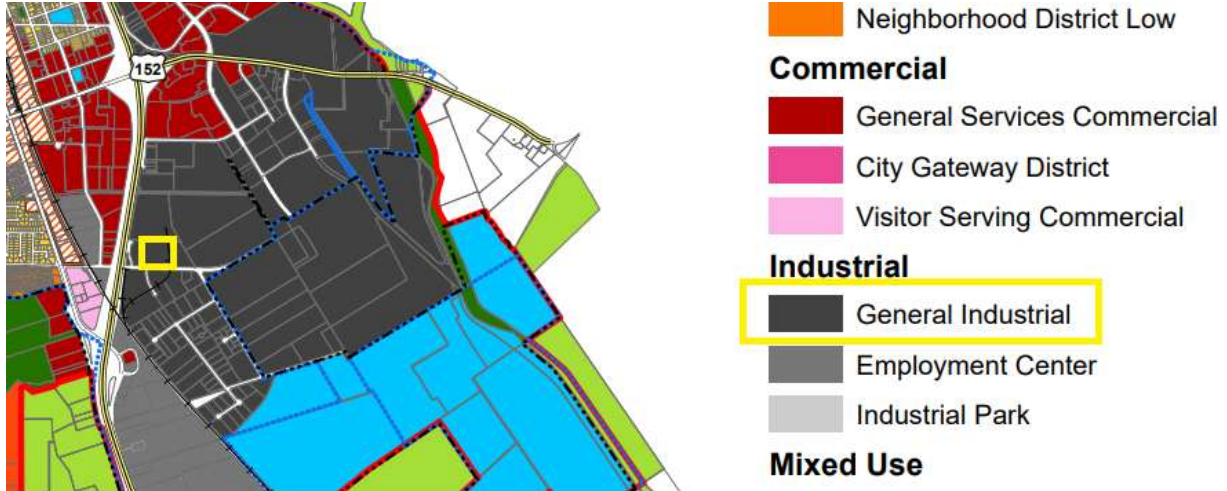 152
Neighborhood District Low
Commercial
General Services Commercial
City Gateway District
Visitor Serving Commercial
Industrial
General Industrial
Employment Center
Industrial Park
Mixed Use